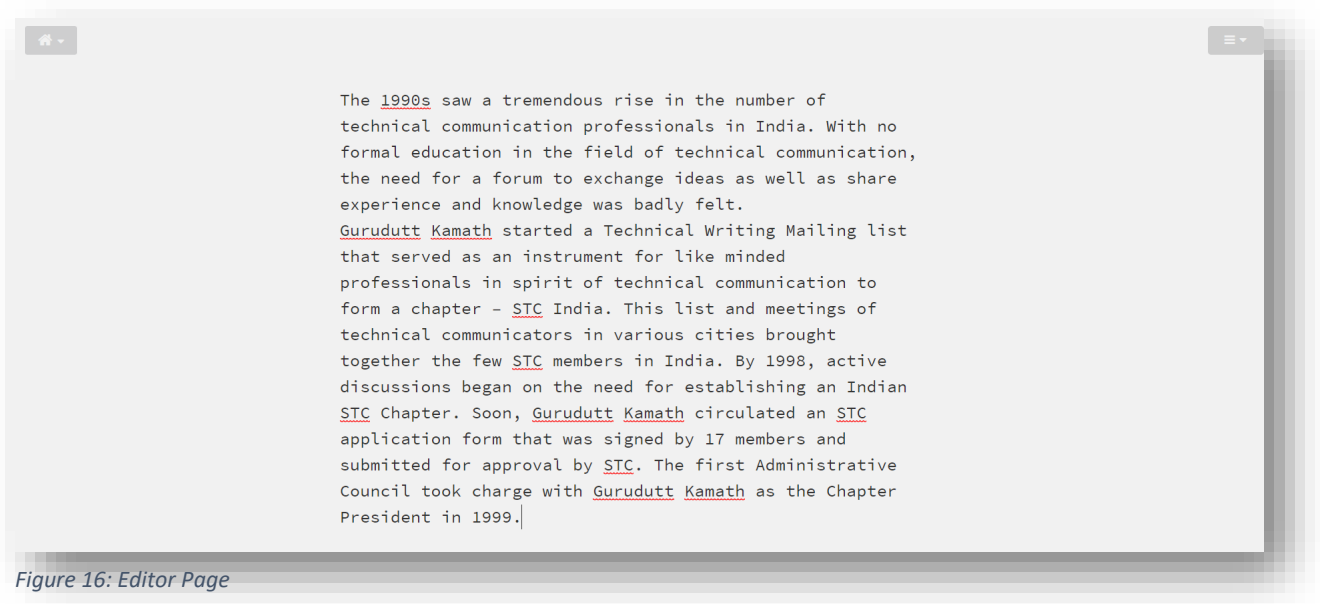 The 1990s saw a tremendous rise in the number of
technical communication professionals in India. With no
formal education in the field of technical communication,
the need for a forum to exchange ideas as well as share
experience and knowledge was badly felt.
Gurudutt Kamath started a Technical Writing Mailing list
that served as an instrument for like minded
professionals in spirit of technical communication to
form a chapter – STC India. This list and meetings of
technical communicators in various cities brought
together the few STC members in India. By 1998, active
discussions began on the need for establishing an Indian
STC Chapter. Soon, Gurudutt Kamath circulated an STC
application form that was signed by 17 members and
submitted for approval by STC. The first Administrative
Council took charge with Gurudutt Kamath as the Chapter
President in 1999.
Figure 16: Editor Page